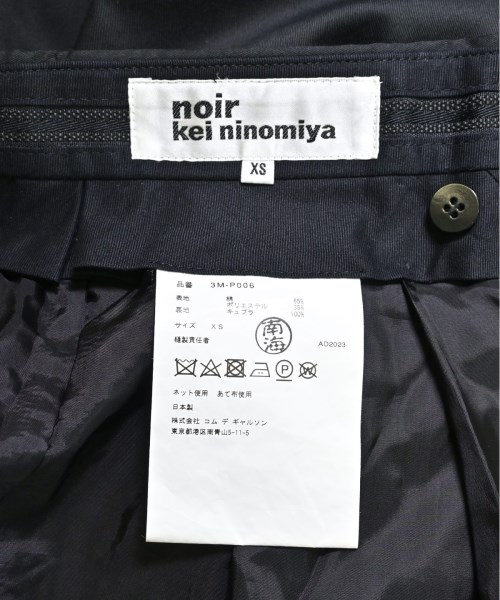 noir
kei ninomiya
XS
品番 3M-P006
表地 綿 65%
ポリエステル 35%
裏地 キュプラ 100%
サイズ XS
縫製責任者 南海 AD2023
P W
ネット使用 あて布使用
日本製
株式会社 コム デ ギャルソン
東京都港区南青山5-11-5